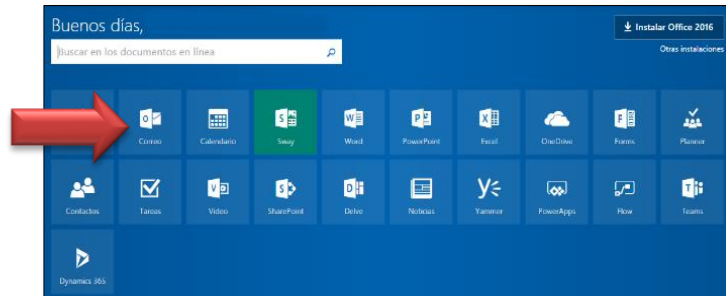 Buenos días,
Instalar Office 2016
Buscar en los documentos en línea
Otras instalaciones
Correo
Calendario
Sway
Word
PowerPoint
Excel
OneDrive
Forms
Planner
Contactos
Tareas
Video
SharePoint
Delve
Noticias
Yammer
PowerApps
Flow
Teams
Dynamics 365